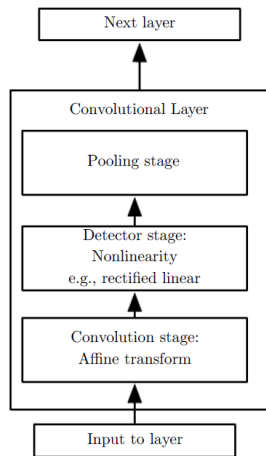 Next layer
Convolutional Layer
Pooling stage
Detector stage:
Nonlinearity
e.g., rectified linear
Convolution stage:
Affine transform
Input to layer